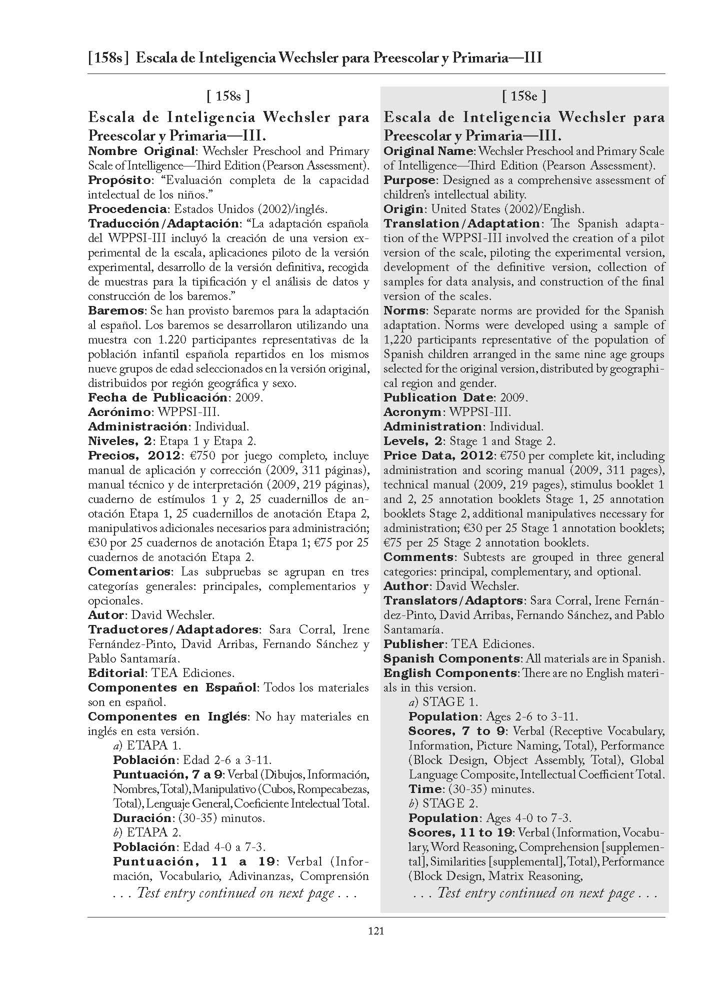 [158s] Escala de Inteligencia Wechsler para Preescolar y Primaria—III
[ 158s ]
Escala de Inteligencia Wechsler para
Preescolar y Primaria—III.
Nombre Original: Wechsler Preschool and Primary
Scale of Intelligence—Third Edition (Pearson Assessment).
Propósito: “Evaluación completa de la capacidad
intelectual de los niños.”
Procedencia: Estados Unidos (2002)/inglés.
Traducción/Adaptación: “La adaptación española
del WPPSI-III incluyó la creación de una version ex-
perimental de la escala, aplicaciones piloto de la versión
experimental, desarrollo de la versión definitiva, recogida
de muestras para la tipificación y el análisis de datos y
construcción de los baremos.”
Baremos: Se han provisto baremos para la adaptación
al español. Los baremos se desarrollaron utilizando una
muestra con 1.220 participantes representativas de la
población infantil española repartidos en los mismos
nueve grupos de edad seleccionados en la versión original,
distribuidos por región geográfica y sexo.
Fecha de Publicación: 2009.
Acrónimo: WPPSI-III.
Administración: Individual.
Niveles, 2: Etapa 1 y Etapa 2.
Precios, 2012: €750 por juego completo, incluye
manual de aplicación y corrección (2009, 311 páginas),
manual técnico y de interpretación (2009, 219 páginas),
cuaderno de estímulos 1 y 2, 25 cuadernillos de an-
otación Etapa 1, 25 cuadernillos de anotación Etapa 2,
manipulativos adicionales necesarios para administración;
€30 por 25 cuadernos de anotación Etapa 1; €75 por 25
cuadernos de anotación Etapa 2.
Comentarios: Las subpruebas se agrupan en tres
categorías generales: principales, complementarios y
opcionales.
Autor: David Wechsler.
Traductores/Adaptadores: Sara Corral, Irene
Fernández-Pinto, David Arribas, Fernando Sánchez y
Pablo Santamaría.
Editorial: TEA Ediciones.
Componentes en Español: Todos los materiales
son en español.
Componentes en Inglés: No hay materiales en
inglés en esta versión.
a) ETAPA 1.
Población: Edad 2-6 a 3-11.
Puntuación, 7 a 9: Verbal (Dibujos, Información,
Nombres, Total), Manipulativo (Cubos, Rompecabezas,
Total), Lenguaje General, Coeficiente Intelectual Total.
Duración: (30-35) minutos.
b) ETAPA 2.
Población: Edad 4-0 a 7-3.
Puntuación, 11 a 19: Verbal (Infor-
mación, Vocabulario, Adivinanzas, Comprensión
. . . Test entry continued on next page . . .
[ 158e ]
Escala de Inteligencia Wechsler para
Preescolar y Primaria—III.
Original Name: Wechsler Preschool and Primary Scale
of Intelligence—Third Edition (Pearson Assessment).
Purpose: Designed as a comprehensive assessment of
children’s intellectual ability.
Origin: United States (2002)/English.
Translation/Adaptation: The Spanish adapta-
tion of the WPPSI-III involved the creation of a pilot
version of the scale, piloting the experimental version,
development of the definitive version, collection of
samples for data analysis, and construction of the final
version of the scales.
Norms: Separate norms are provided for the Spanish
adaptation. Norms were developed using a sample of
1,220 participants representative of the population of
Spanish children arranged in the same nine age groups
selected for the original version, distributed by geographi-
cal region and gender.
Publication Date: 2009.
Acronym: WPPSI-III.
Administration: Individual.
Levels, 2: Stage 1 and Stage 2.
Price Data, 2012: €750 per complete kit, including
administration and scoring manual (2009, 311 pages),
technical manual (2009, 219 pages), stimulus booklet 1
and 2, 25 annotation booklets Stage 1, 25 annotation
booklets Stage 2, additional manipulatives necessary for
administration; €30 per 25 Stage 1 annotation booklets;
€75 per 25 Stage 2 annotation booklets.
Comments: Subtests are grouped in three general
categories: principal, complementary, and optional.
Author: David Wechsler.
Translators/Adaptors: Sara Corral, Irene Fernán-
dez-Pinto, David Arribas, Fernando Sánchez, and Pablo
Santamaría.
Publisher: TEA Ediciones.
Spanish Components: All materials are in Spanish.
English Components: There are no English materi-
als in this version.
a) STAGE 1.
Population: Ages 2-6 to 3-11.
Scores, 7 to 9: Verbal (Receptive Vocabulary,
Information, Picture Naming, Total), Performance
(Block Design, Object Assembly, Total), Global
Language Composite, Intellectual Coefficient Total.
Time: (30-35) minutes.
b) STAGE 2.
Population: Ages 4-0 to 7-3.
Scores, 11 to 19: Verbal (Information, Vocabu-
lary, Word Reasoning, Comprehension [supplemen-
tal], Similarities [supplemental], Total), Performance
(Block Design, Matrix Reasoning,
. . . Test entry continued on next page . . .
121